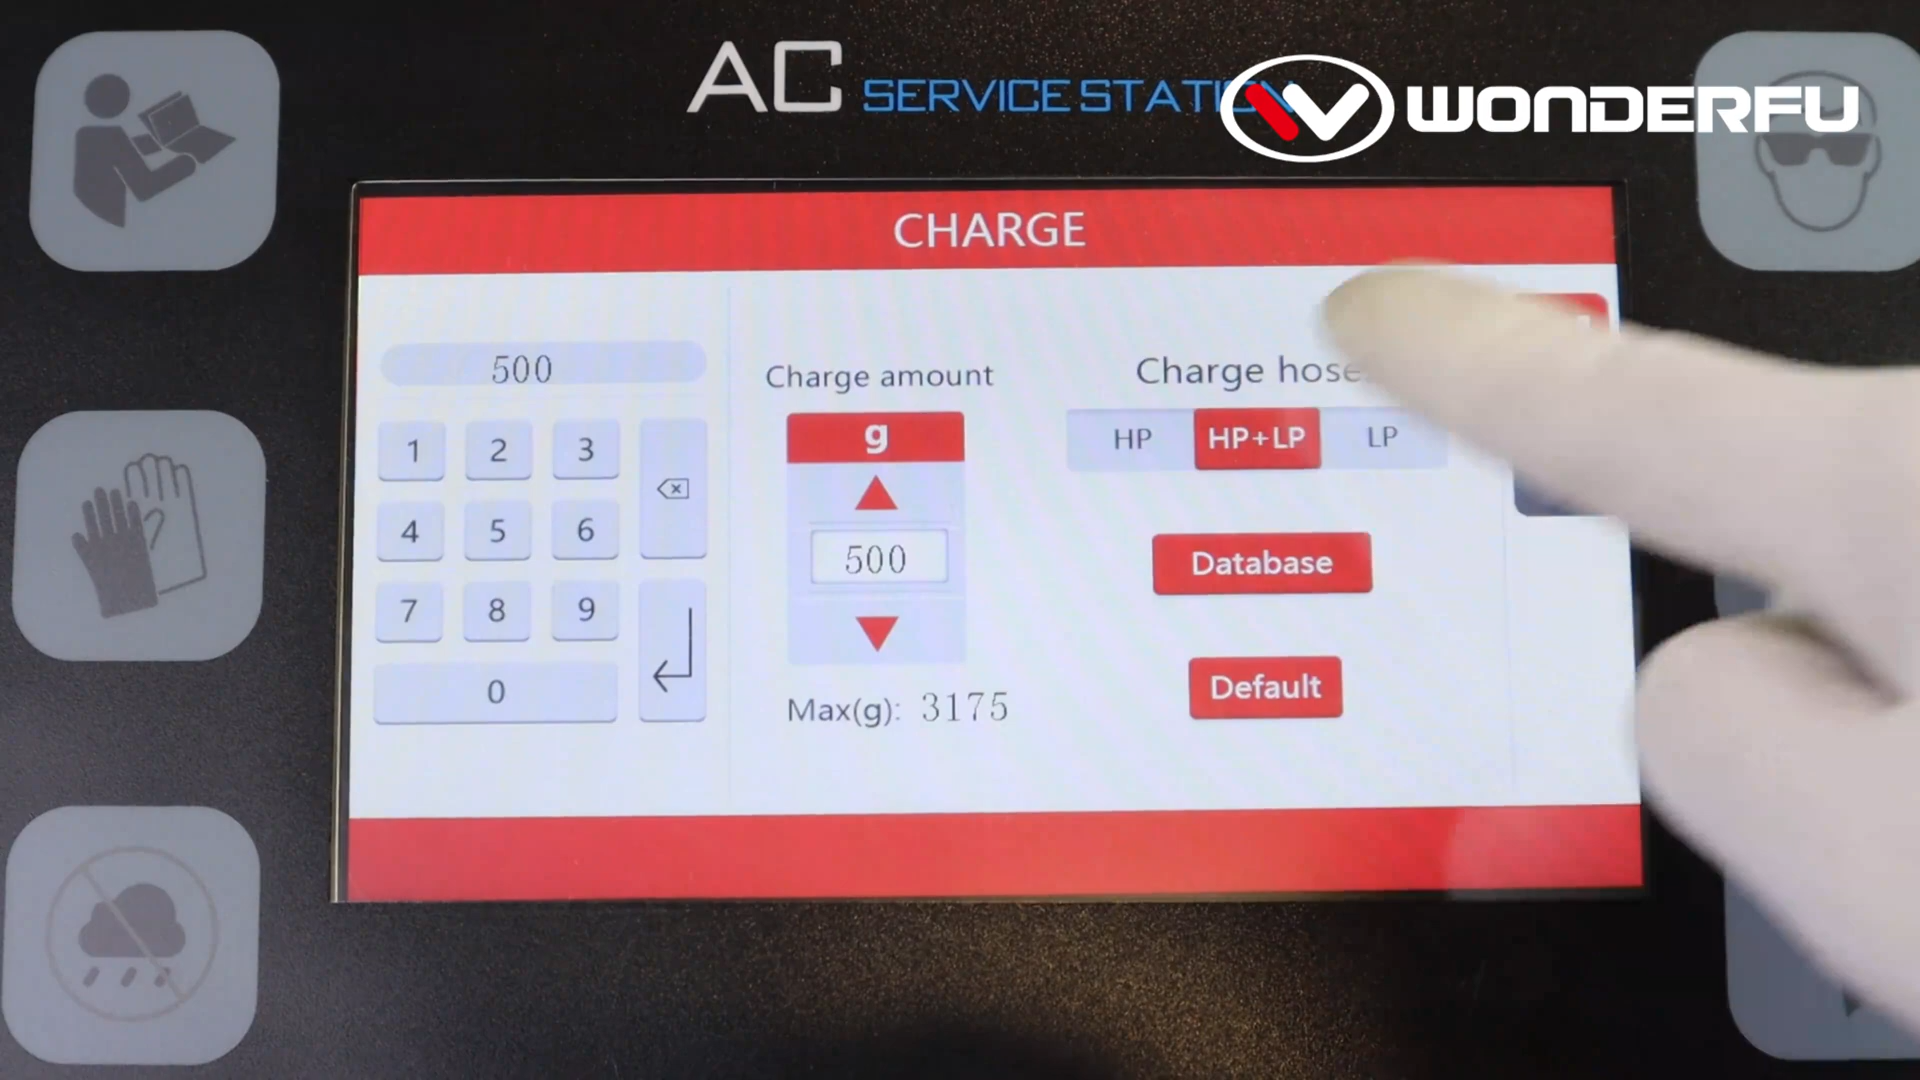 AC SERVICE STATI
WONDERFU
CHARGE
500
1 2 3
4 5 6
7 8 9
0
Charge amount
g
500
Max(g): 3175
Charge hose
HP HP+LP LP
Database
Default